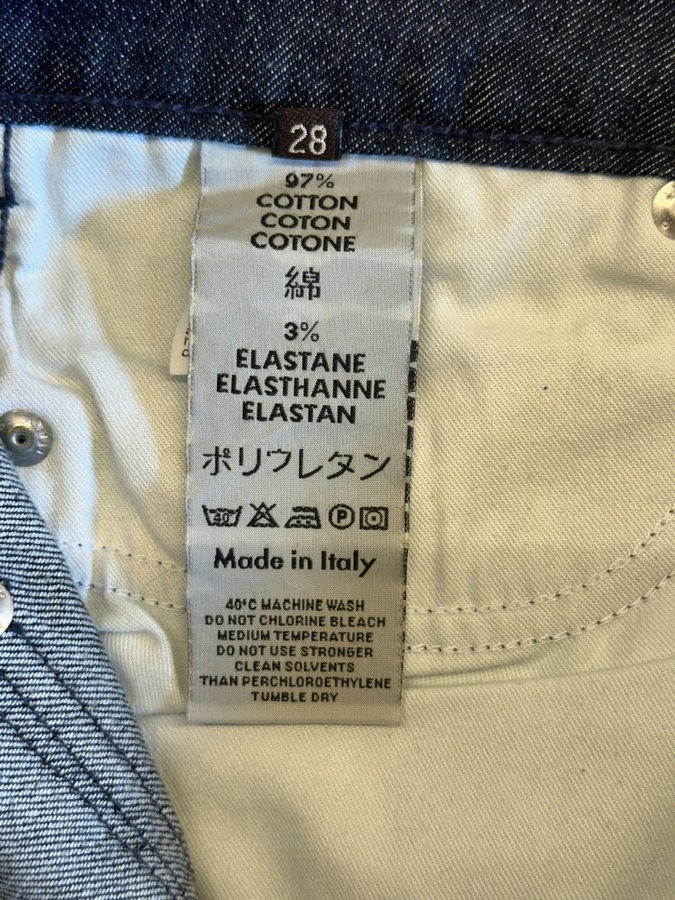 28
97%
COTTON
COTON
COTONE
綿
3%
ELASTANE
ELASTHANNE
ELASTAN
ポリウレタン
40 P
Made in Italy
40°C MACHINE WASH
DO NOT CHLORINE BLEACH
MEDIUM TEMPERATURE
DO NOT USE STRONGER
CLEAN SOLVENTS
THAN PERCHLOROETHYLENE
TUMBLE DRY